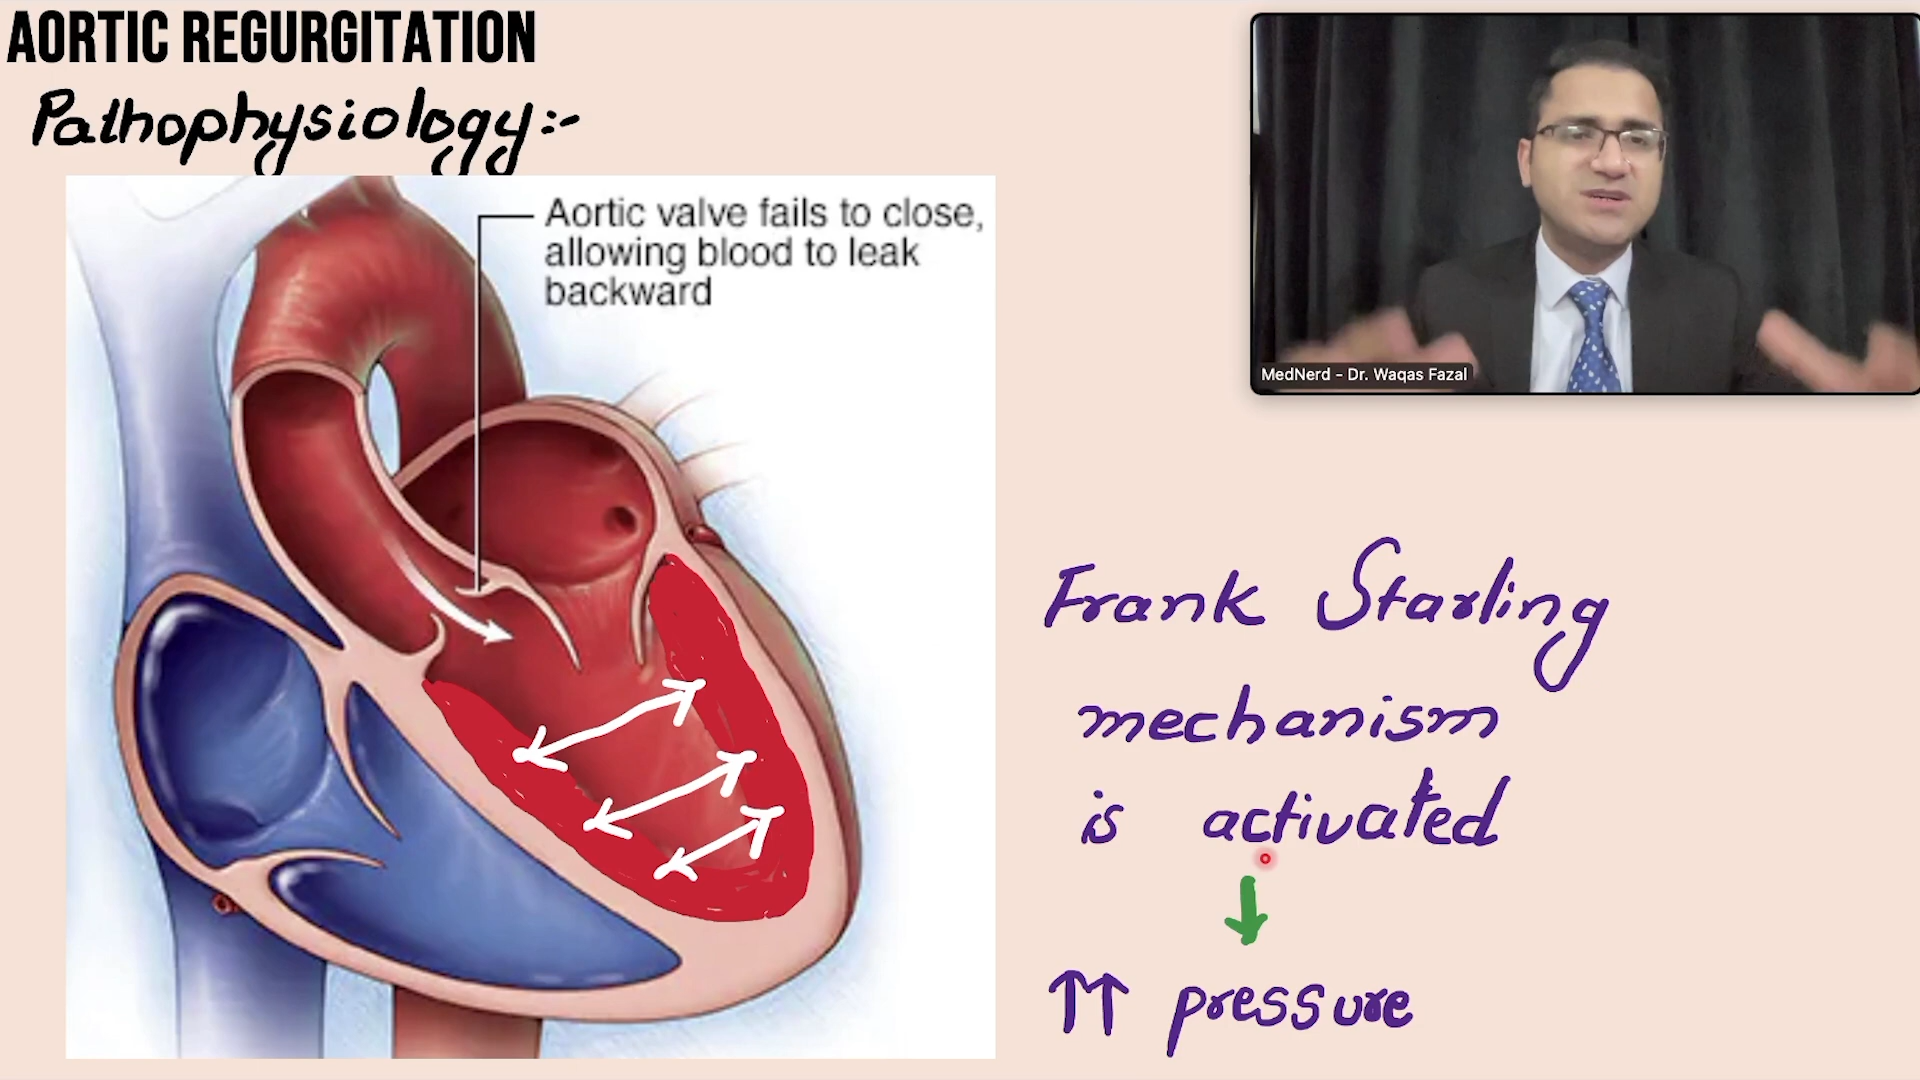 AORTIC REGURGITATION
Pathophysiology:-
Aortic valve fails to close,
allowing blood to leak
backward
MedNerd - Dr. Waqas Fazal
Frank Starling
mechanism
is activated
↓
↑↑ pressure